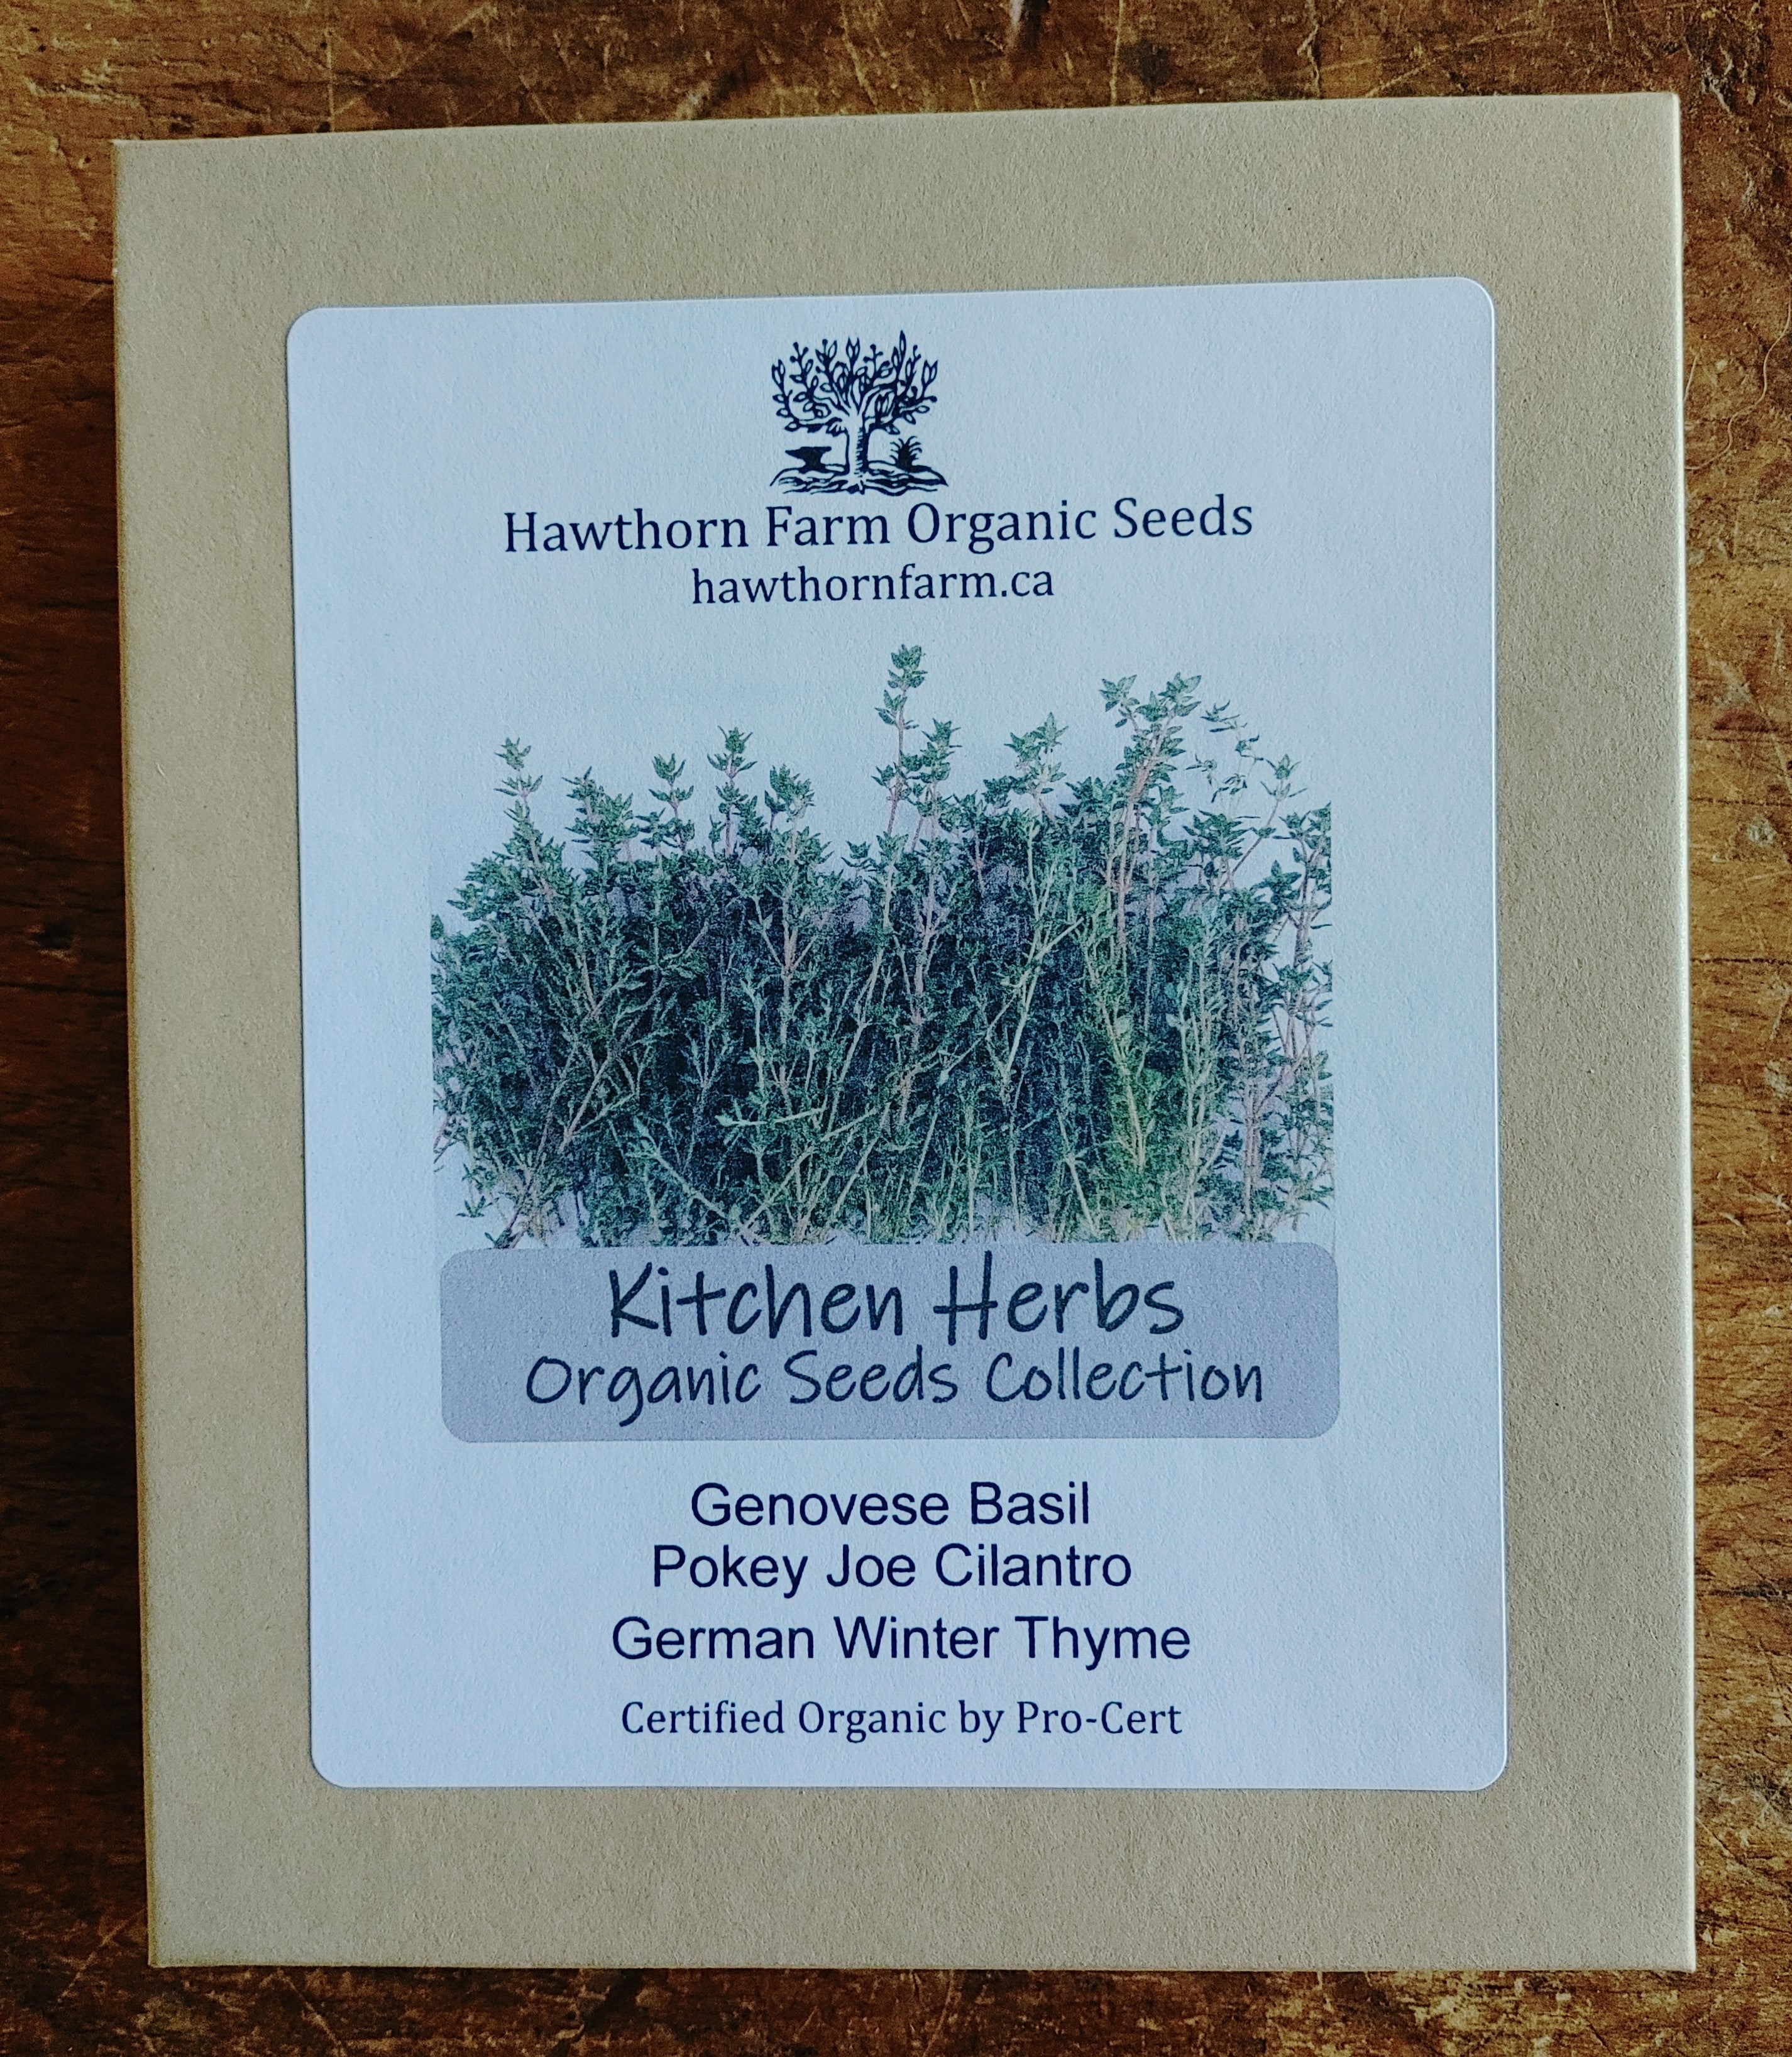 Hawthorn Farm Organic Seeds
hawthornfarm.ca
Kitchen Herbs
Organic Seeds Collection
Genovese Basil
Pokey Joe Cilantro
German Winter Thyme
Certified Organic by Pro-Cert